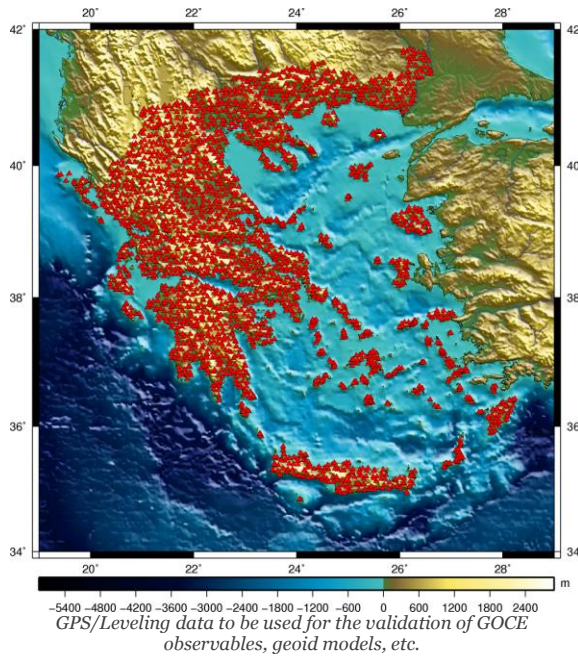 20˚ 22˚ 24˚ 26˚ 28˚
42˚ 42˚
40˚ 40˚
38˚ 38˚
36˚ 36˚
34˚ 34˚
20˚ 22˚ 24˚ 26˚ 28˚
m
−5400 −4800 −3600 −3000 −2400 −1800 −1200 −600 0 600 1200 1800 2400
GPS/Leveling data to be used for the validation of GOCE
observables, geoid models, etc.